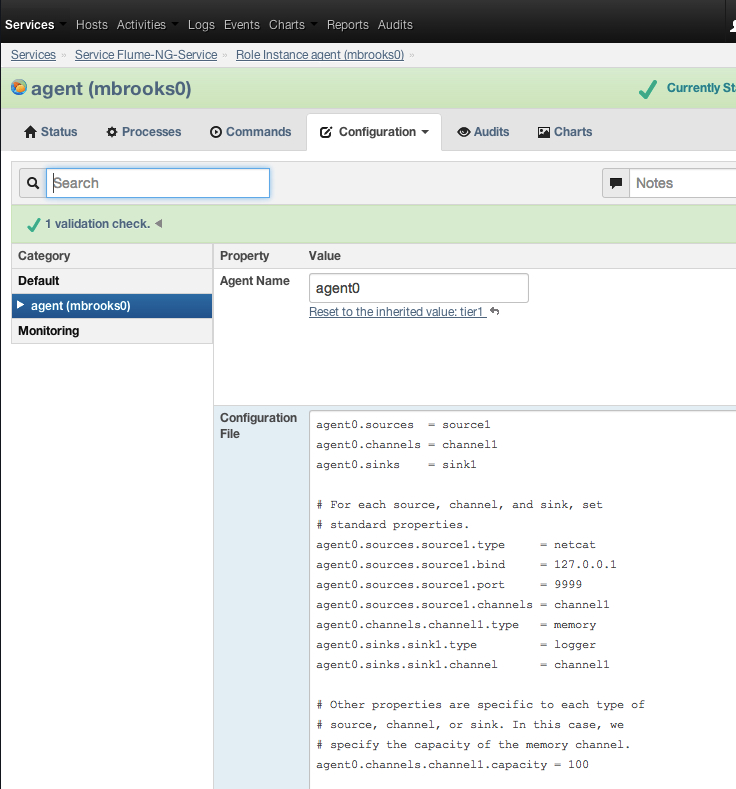 Services Hosts Activities Logs Events Charts Reports Audits
Services » Service Flume-NG-Service » Role Instance agent (mbrooks0) »
agent (mbrooks0)
Currently
Status Processes Commands Configuration Audits Charts
Search
Notes
1 validation check.
Category Property Value
Default
agent (mbrooks0)
Monitoring
Agent Name
agent0
Reset to the inherited value: tier1
Configuration
File
agent0.sources  = source1
agent0.channels = channel1
agent0.sinks    = sink1
# For each source, channel, and sink, set
# standard properties.
agent0.sources.source1.type     = netcat
agent0.sources.source1.bind     = 127.0.0.1
agent0.sources.source1.port     = 9999
agent0.sources.source1.channels = channel1
agent0.channels.channel1.type   = memory
agent0.sinks.sink1.type         = logger
agent0.sinks.sink1.channel      = channel1
# Other properties are specific to each type of
# source, channel, or sink. In this case, we
# specify the capacity of the memory channel.
agent0.channels.channel1.capacity = 100